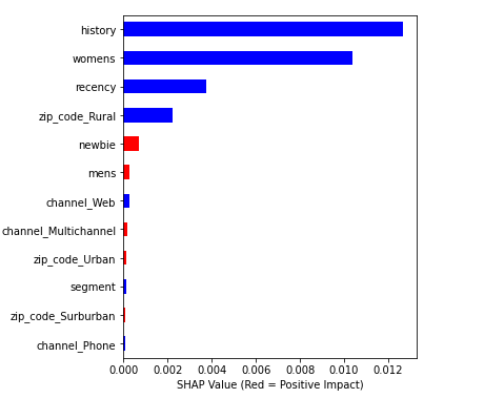 history
womens
recency
zip_code_Rural
newbie
mens
channel_Web
channel_Multichannel
zip_code_Urban
segment
zip_code_Surburban
channel_Phone
0.000 0.002 0.004 0.006 0.008 0.010 0.012
SHAP Value (Red = Positive Impact)